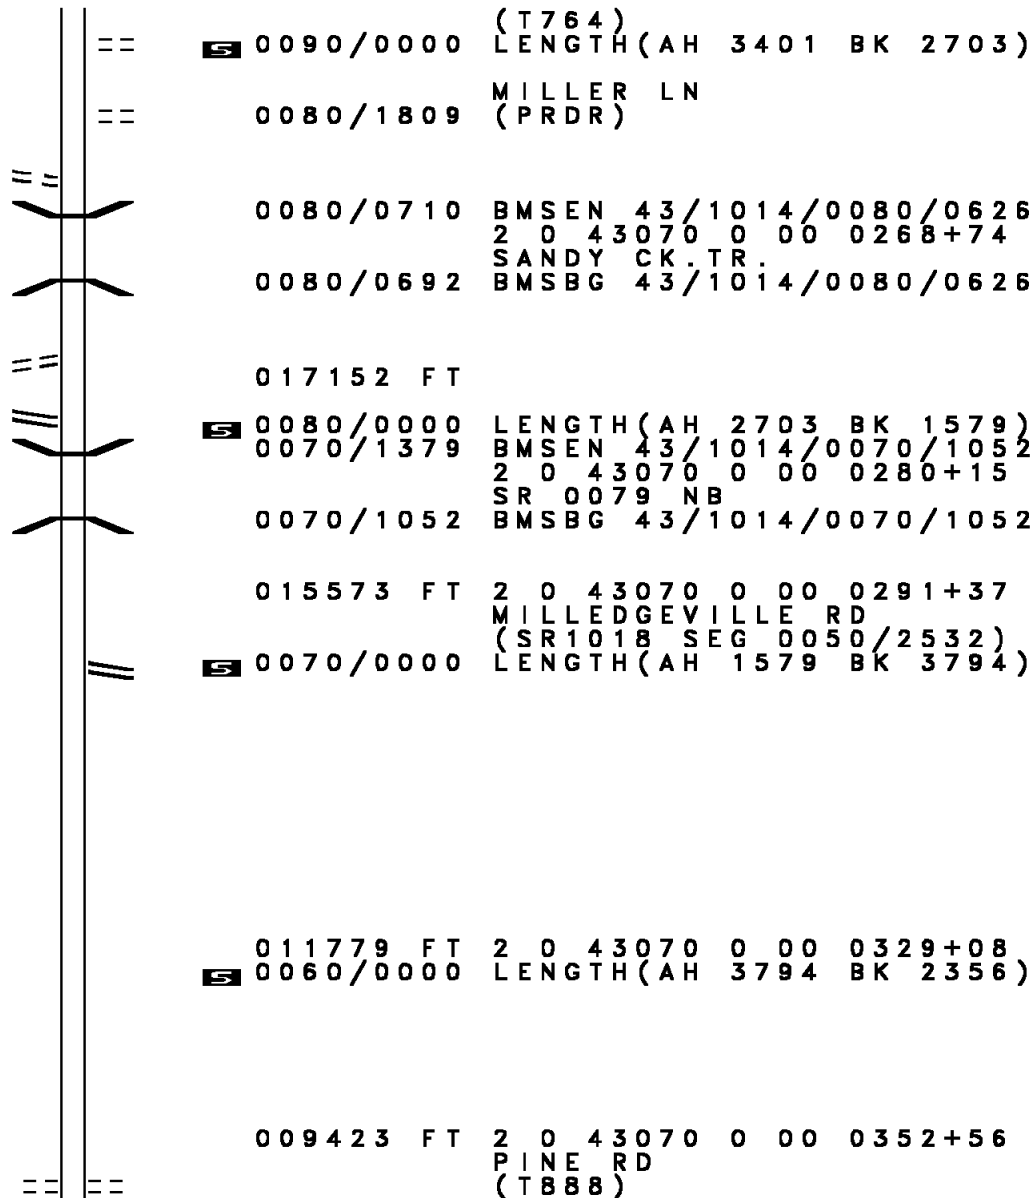 (T764)
S 0090/0000 LENGTH(AH 3401 BK 2703)
MILLER LN
0080/1809 (PRDR)
0080/0710 BMSEN 43/1014/0080/0626
2 0 43070 0 00 0268+74
SANDY CK.TR.
0080/0692 BMSBG 43/1014/0080/0626
017152 FT
S 0080/0000 LENGTH(AH 2703 BK 1579)
0070/1379 BMSEN 43/1014/0070/1052
2 0 43070 0 00 0280+15
SR 0079 NB
0070/1052 BMSBG 43/1014/0070/1052
015573 FT 2 0 43070 0 00 0291+37
MILLEDGEVILLE RD
(SR1018 SEG 0050/2532)
S 0070/0000 LENGTH(AH 1579 BK 3794)
011779 FT 2 0 43070 0 00 0329+08
S 0060/0000 LENGTH(AH 3794 BK 2356)
009423 FT 2 0 43070 0 00 0352+56
PINE RD
(T888)